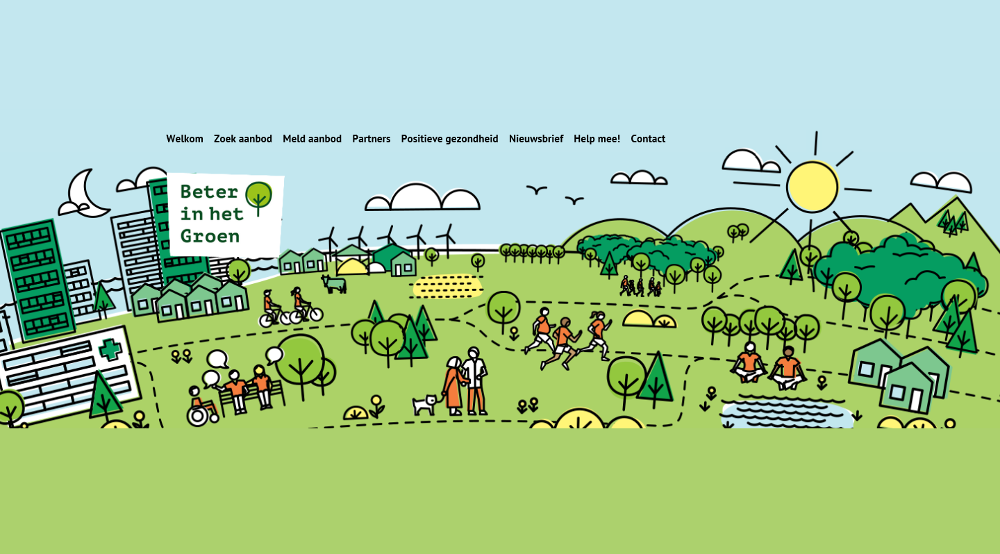 Welkom Zoek aanbod Meld aanbod Partners Positieve gezondheid Nieuwsbrief Help mee! Contact
Beter
in het
Groen